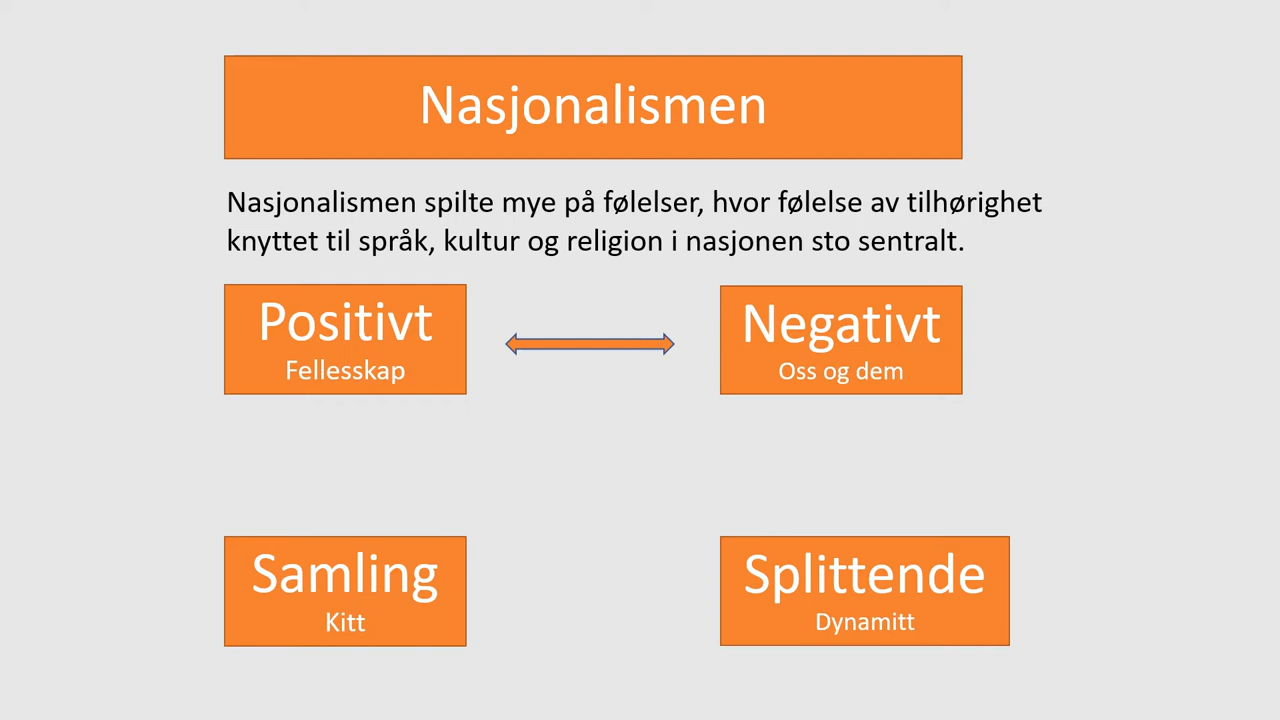 Nasjonalismen
Nasjonalismen spilte mye på følelser, hvor følelse av tilhørighet
knyttet til språk, kultur og religion i nasjonen sto sentralt.
Positivt
Fellesskap
Negativt
Oss og dem
Samling
Kitt
Splittende
Dynamitt